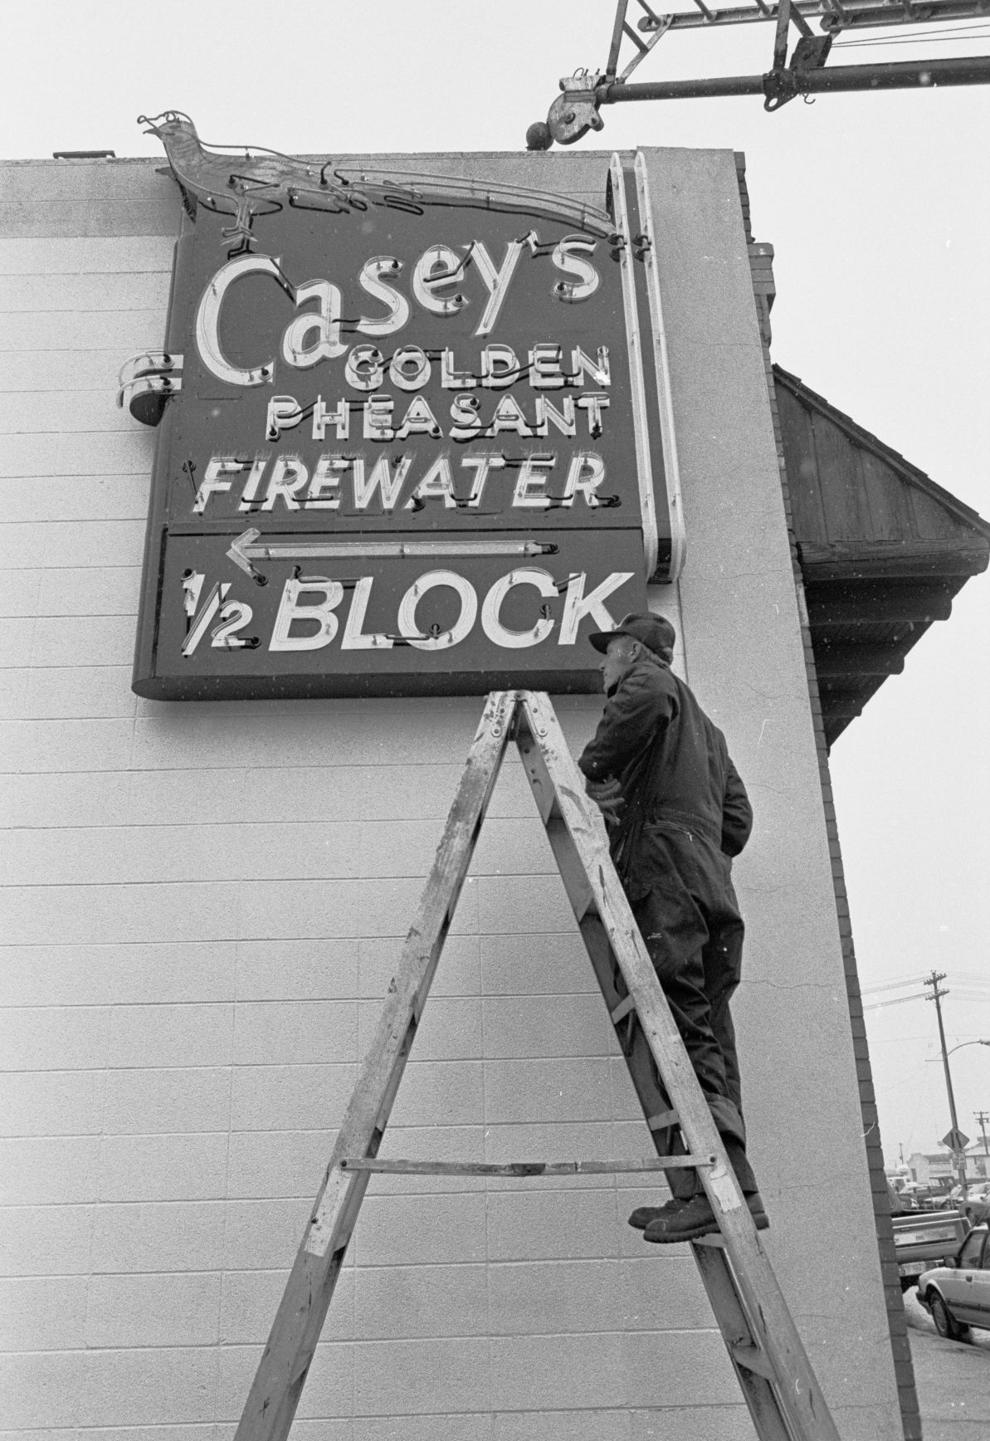 Casey's
GOLDEN
PHEASANT
FIREWATER
1/2 BLOCK